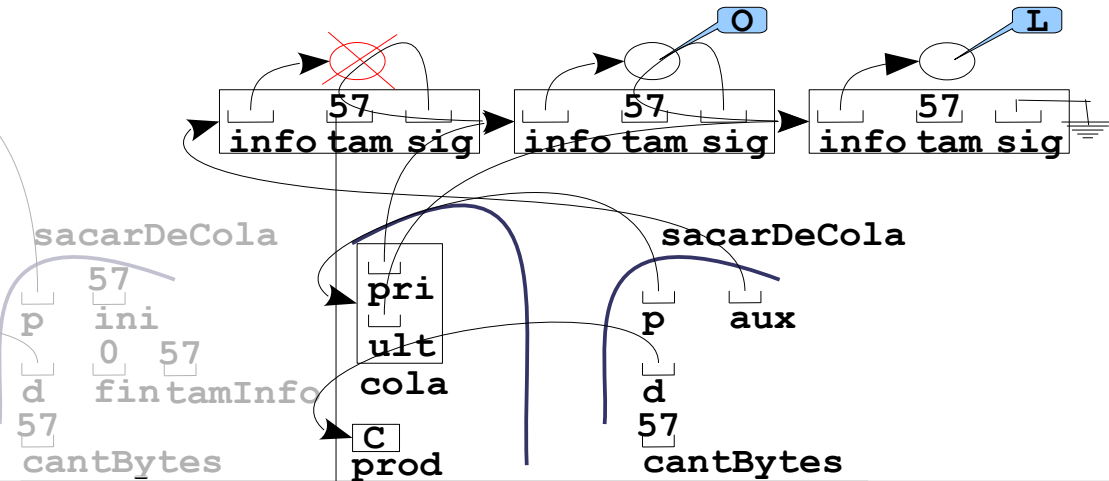 O L
57 57 57
info tam sig info tam sig info tam sig
sacarDeCola sacarDeCola
57
pri
p ini p aux
0 57
ult
d fin tamInfo cola d
57 C 57
cantBytes prod cantBytes